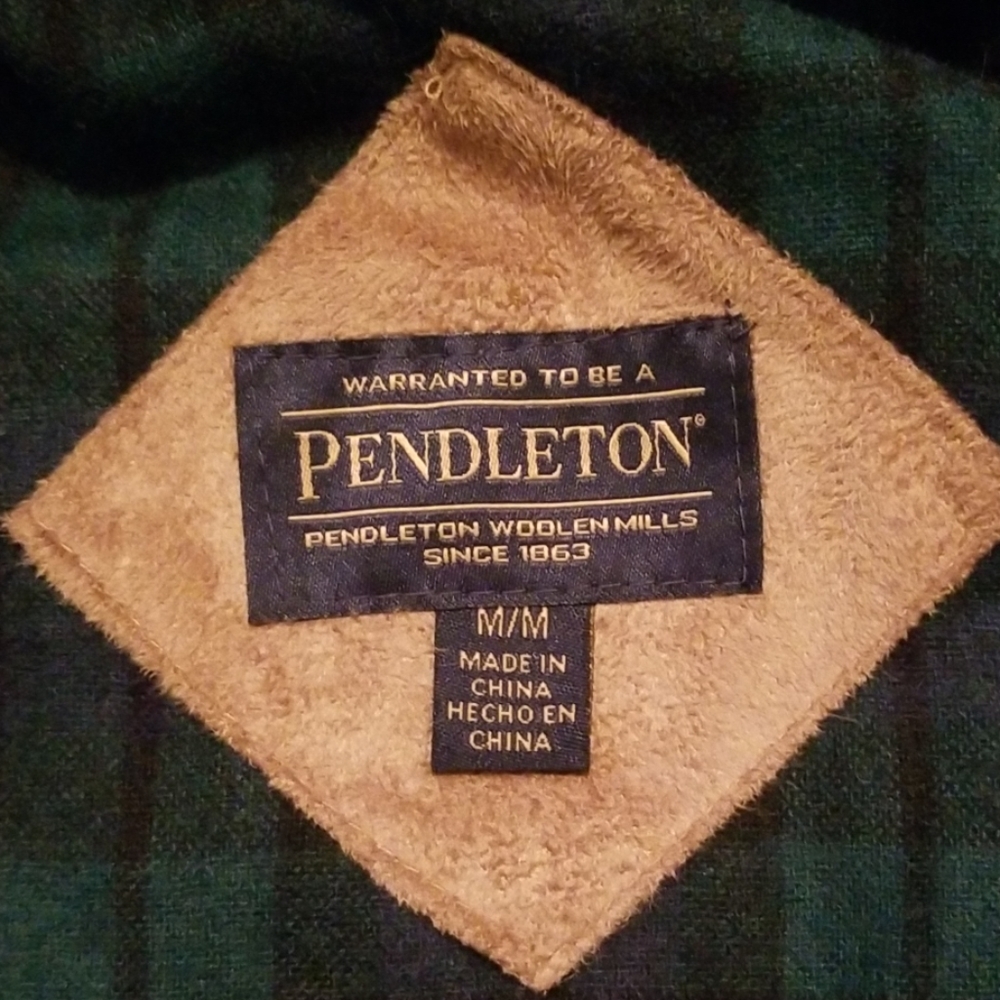 WARRANTED TO BE A
PENDLETON®
PENDLETON WOOLEN MILLS
SINCE 1863
M/M
MADE IN
CHINA
HECHO EN
CHINA